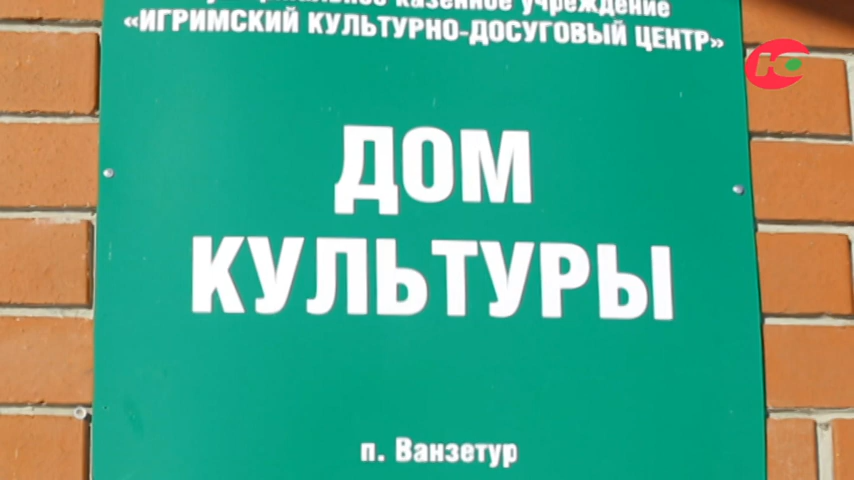 казенное учреждение
«ИГРИМСКИЙ КУЛЬТУРНО-ДОСУГОВЫЙ ЦЕНТР»
Ю
ДОМ
КУЛЬТУРЫ
п. Ванзетур